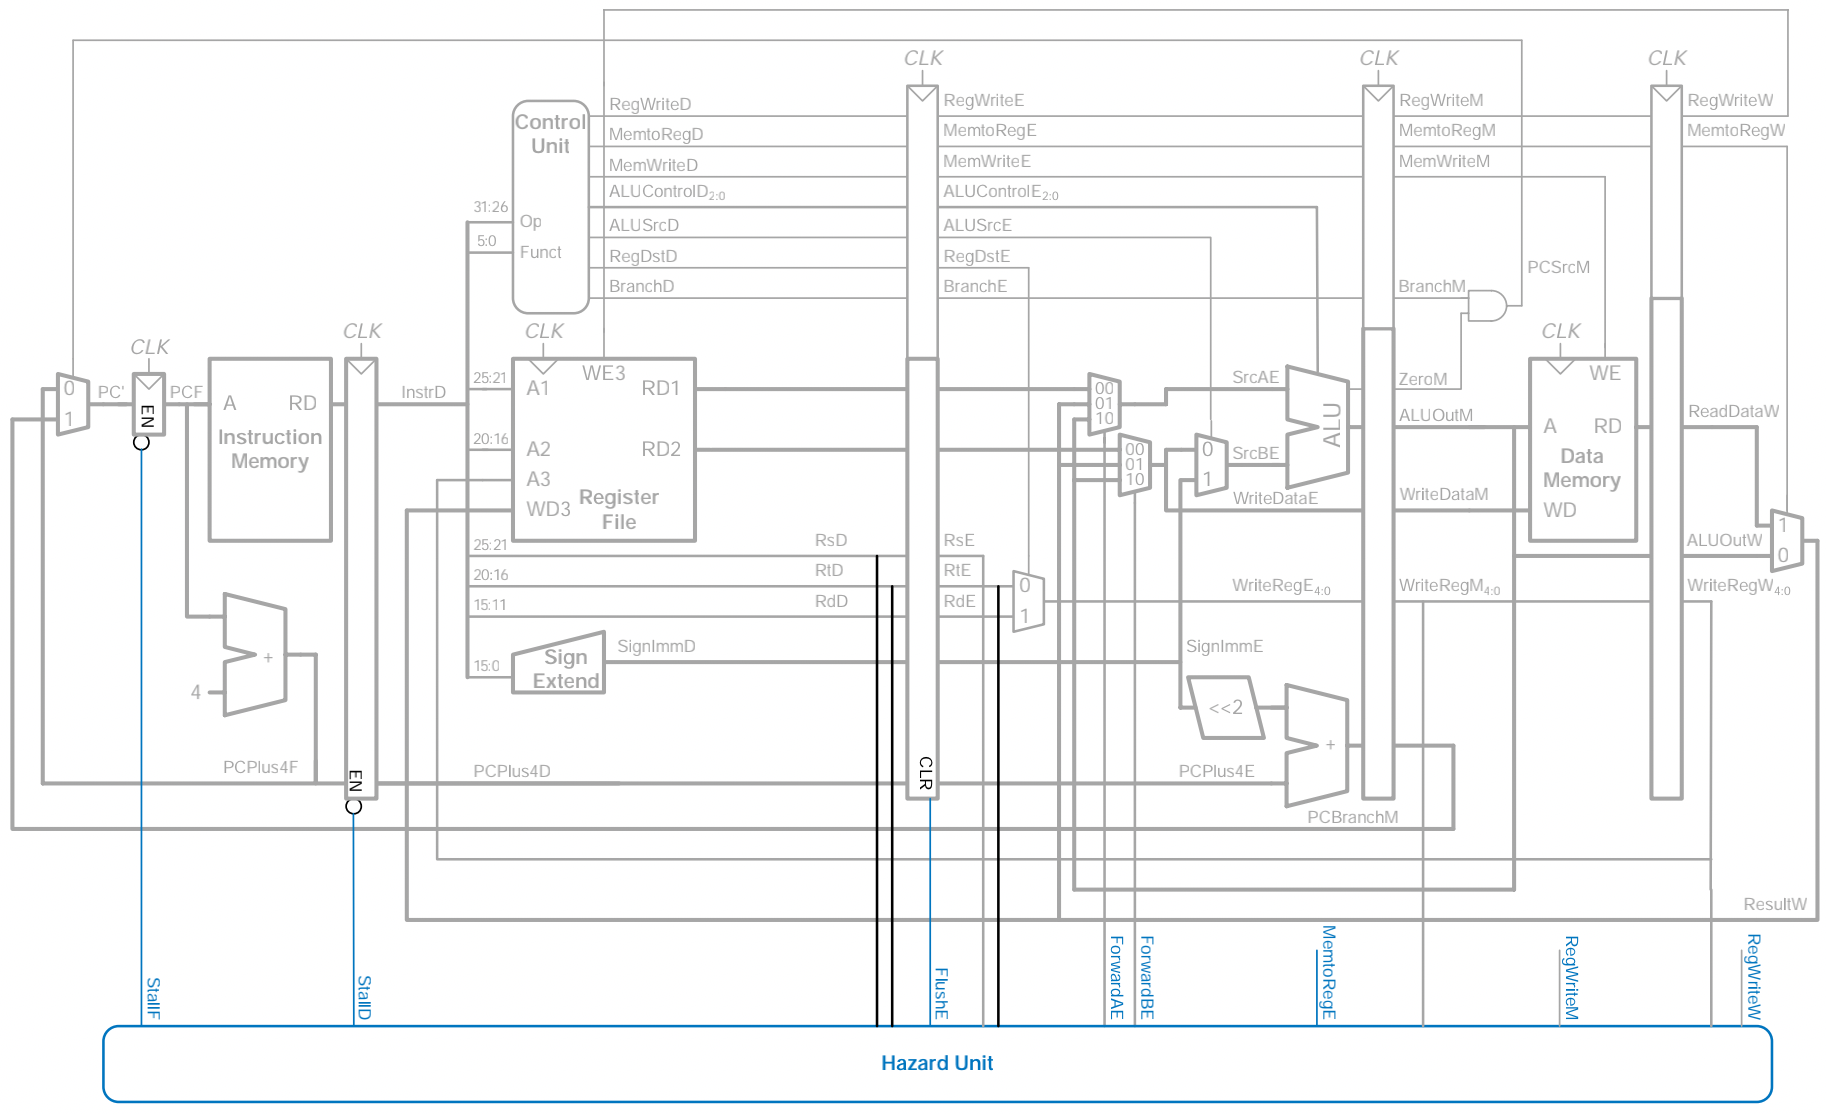 CLK
CLK
CLK
RegWriteD
RegWriteE
RegWriteM
RegWriteW
Control
Unit
MemtoRegD
MemtoRegE
MemtoRegM
MemtoRegW
MemWriteD
MemWriteE
MemWriteM
ALUControlD2:0
ALUControlE2:0
31:26
Op
ALUSrcD
ALUSrcE
5:0
Funct
RegDstD
RegDstE
PCSrcM
BranchD
BranchE
BranchM
CLK
CLK
CLK
CLK
0
1
PC'
EN
PCF
A
RD
Instruction
Memory
InstrD
25:21
A1
WE3
RD1
20:16
A2
RD2
A3
WD3
Register
File
00
01
10
00
01
10
0
1
SrcAE
SrcBE
ALU
ZeroM
ALUOutM
WriteDataE
WriteDataM
WE
A
RD
Data
Memory
WD
ReadDataW
1
0
ALUOutW
25:21
RsD
RsE
20:16
RtD
RtE
15:11
RdD
RdE
0
1
WriteRegE4:0
WriteRegM4:0
WriteRegW4:0
15:0
Sign
Extend
SignImmD
SignImmE
+
4
<<2
+
PCPlus4F
EN
PCPlus4D
CLR
PCPlus4E
PCBranchM
ResultW
StallF
StallD
FlushE
ForwardAE
ForwardBE
MemtoRegE
RegWriteM
RegWriteW
Hazard Unit